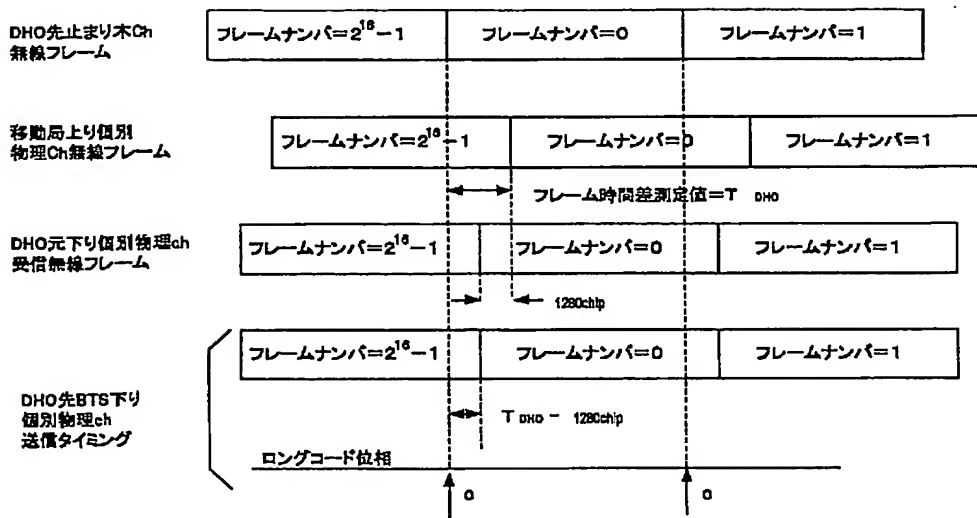 DHO先止まり木Ch
無線フレーム
フレームナンバ=2^16−1 フレームナンバ=0 フレームナンバ=1
移動局上り個別
物理Ch無線フレーム
フレームナンバ=2^16−1 フレームナンバ=0 フレームナンバ=1
フレーム時間差測定値=T DHO
DHO元下り個別物理ch
受信無線フレーム
フレームナンバ=2^16−1 フレームナンバ=0 フレームナンバ=1
1280chip
フレームナンバ=2^16−1 フレームナンバ=0 フレームナンバ=1
DHO先BTS下り
個別物理ch
送信タイミング
T DHO − 1280chip
ロングコード位相
0 0